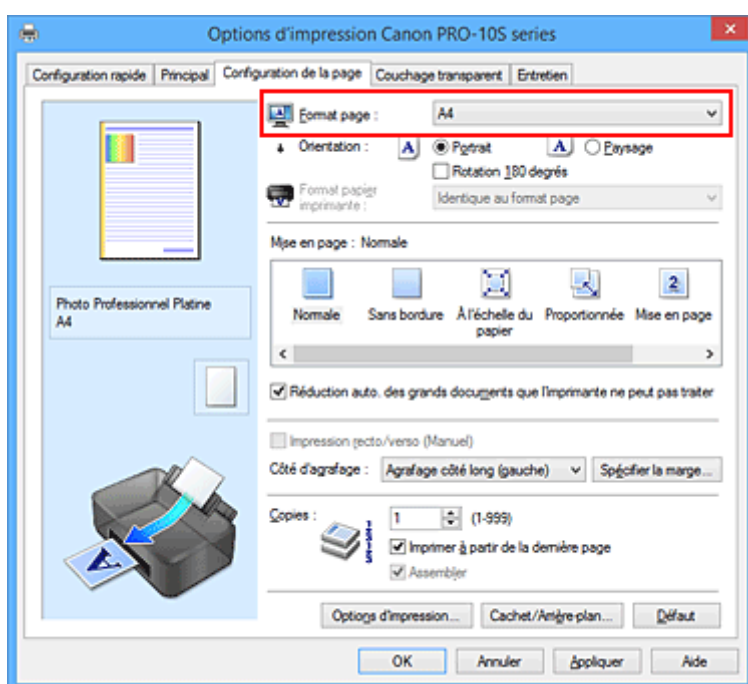 Options d'impression Canon PRO-10S series
Configuration rapide Principal Configuration de la page Couchage transparent Entretien
Format page : A4
Orientation : A Portrait A Paysage
Rotation 180 degrés
Format papier imprimante : Identique au format page
Mise en page : Normale
2
Normale Sans bordure À l'échelle du papier Proportionnée Mise en page
Photo Professionnel Platine
A4
Réduction auto. des grands documents que l'imprimante ne peut pas traiter
Impression recto/verso (Manuel)
Côté d'agrafage : Agrafage côté long (gauche) Spécifier la marge...
Copies : 1 (1-999)
Imprimer à partir de la dernière page
Assembler
A
Options d'impression... Cachet/Arrière-plan... Défaut
OK Annuler Appliquer Aide